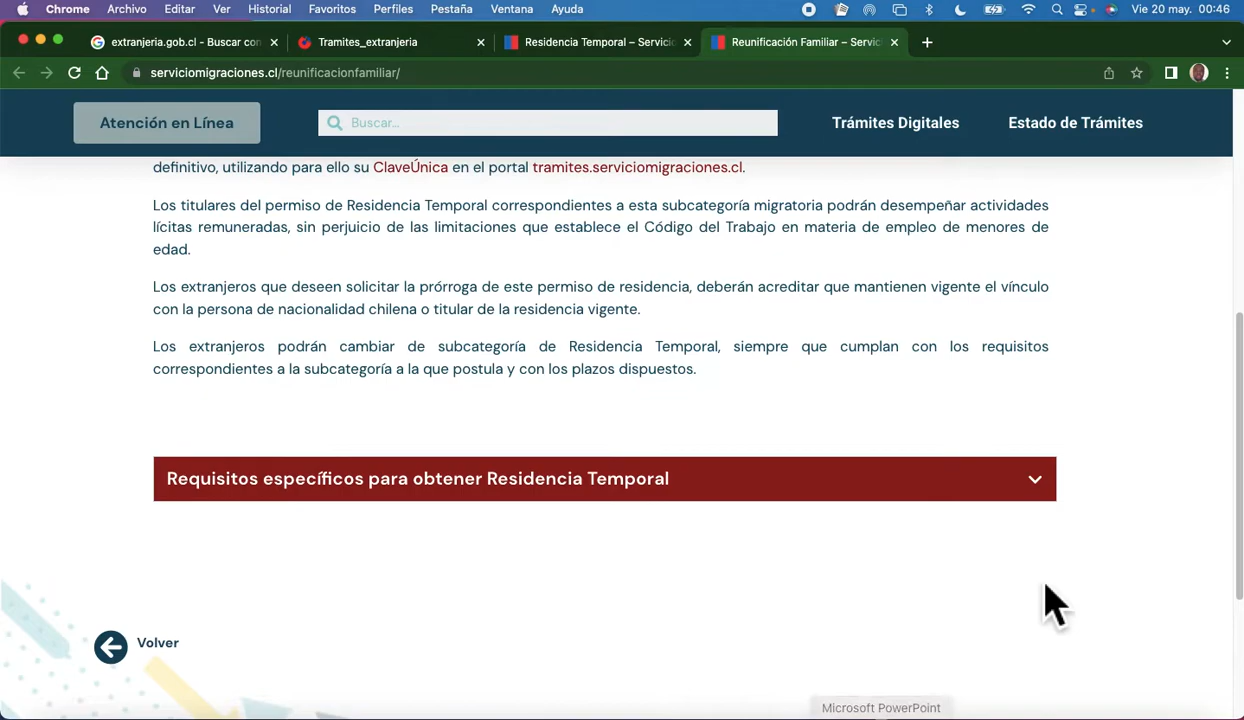 Chrome Archivo Editar Ver Historial Favoritos Perfiles Pestaña Ventana Ayuda Vie 20 may. 00:46
extranjeria.gob.cl - Buscar con Tramites_extranjeria Residencia Temporal – Servicio Reunificación Familiar – Servic
serviciomigraciones.cl/reunificacionfamiliar/
Atención en Línea Buscar... Trámites Digitales Estado de Trámites
definitivo, utilizando para ello su ClaveÚnica en el portal tramites.serviciomigraciones.cl.
Los titulares del permiso de Residencia Temporal correspondientes a esta subcategoría migratoria podrán desempeñar actividades
lícitas remuneradas, sin perjuicio de las limitaciones que establece el Código del Trabajo en materia de empleo de menores de
edad.
Los extranjeros que deseen solicitar la prórroga de este permiso de residencia, deberán acreditar que mantienen vigente el vínculo
con la persona de nacionalidad chilena o titular de la residencia vigente.
Los extranjeros podrán cambiar de subcategoría de Residencia Temporal, siempre que cumplan con los requisitos
correspondientes a la subcategoría a la que postula y con los plazos dispuestos.
Requisitos específicos para obtener Residencia Temporal
Volver
Microsoft PowerPoint